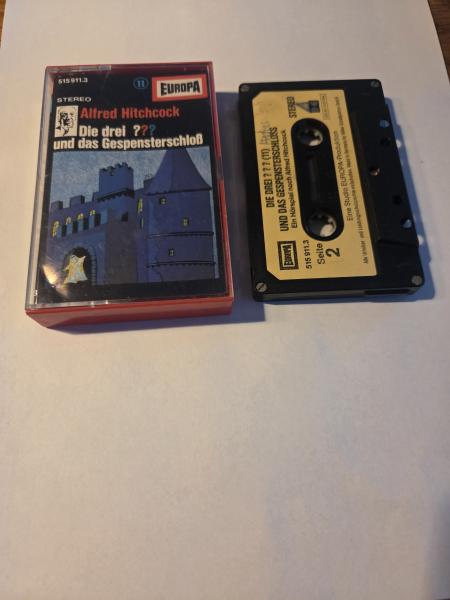 515 911.3
11
EUROPA
STEREO
Alfred Hitchcock
Die drei ???
und das Gespensterschloß
DIE DREI ? ? ? (11)
UND DAS GESPENSTERSCHLOSS
Ein Hörspiel nach Alfred Hitchcock
STEREO
EUROPA
515 911.3
Seite
2
Eine Studio EUROPA-Produktion